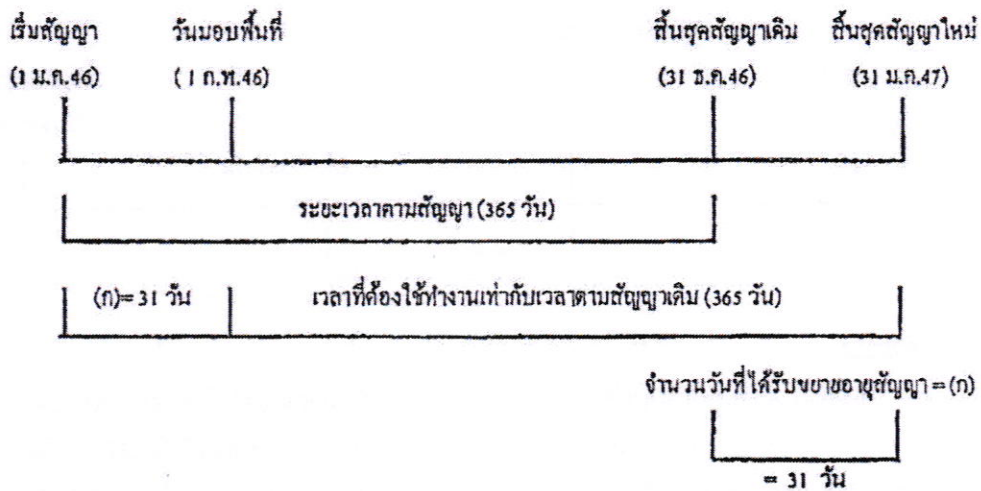 เริ่มสัญญา วันมอบพื้นที่ สิ้นสุดสัญญาเดิม สิ้นสุดสัญญาใหม่
(1 ม.ค.46) (1 ก.พ.46) (31 ธ.ค.46) (31 ม.ค.47)
ระยะเวลาตามสัญญา (365 วัน)
(ก)= 31 วัน เวลาที่ต้องใช้ทำงานเท่ากับเวลาตามสัญญาเดิม (365 วัน)
จำนวนวันที่ได้รับขยายอายุสัญญา = (ก)
= 31 วัน